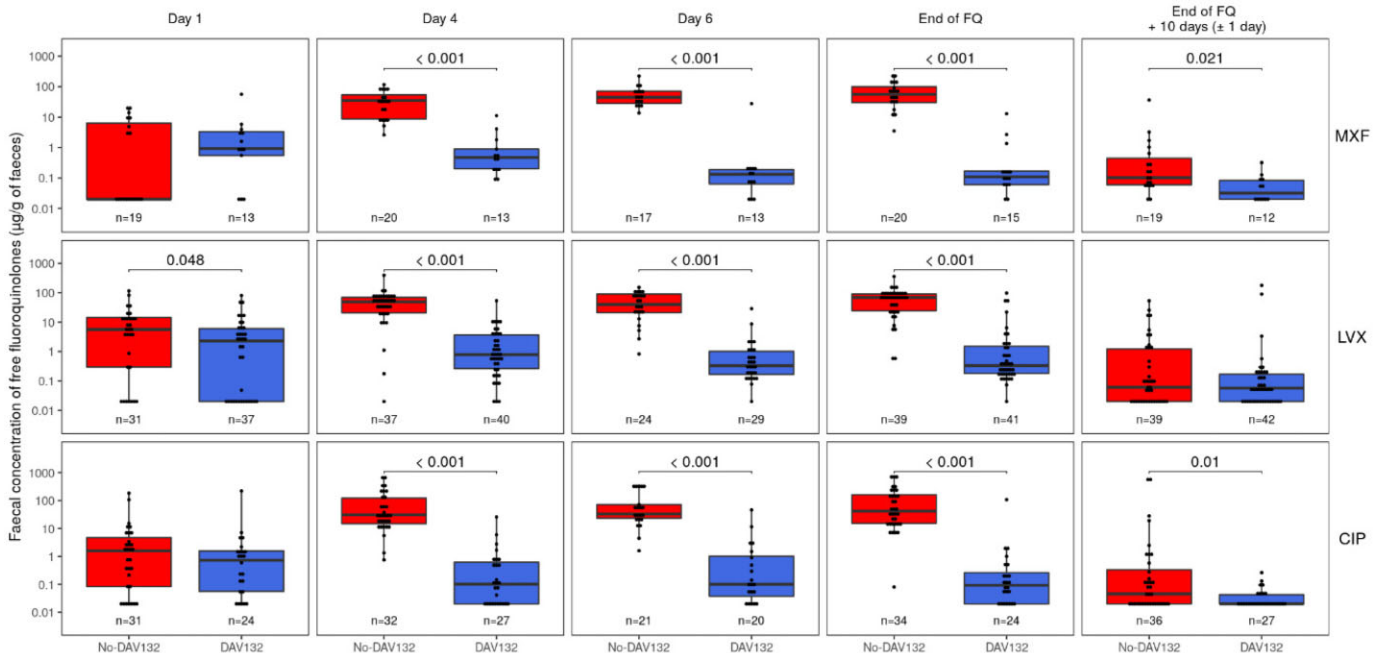 Day 1 Day 4 Day 6 End of FQ End of FQ
+ 10 days (± 1 day)
Faecal concentration of free fluoroquinolones (µg/g of faeces)
1000
100
10
1
0.1
0.01
< 0.001 < 0.001 < 0.001 0.021
MXF
n=19 n=13 n=20 n=13 n=17 n=13 n=20 n=15 n=19 n=12
1000
100
10
1
0.1
0.01
0.048 < 0.001 < 0.001 < 0.001
LVX
n=31 n=37 n=37 n=40 n=24 n=29 n=39 n=41 n=39 n=42
1000
100
10
1
0.1
0.01
< 0.001 < 0.001 < 0.001 0.01
CIP
n=31 n=24 n=32 n=27 n=21 n=20 n=34 n=24 n=36 n=27
No-DAV132 DAV132 No-DAV132 DAV132 No-DAV132 DAV132 No-DAV132 DAV132 No-DAV132 DAV132